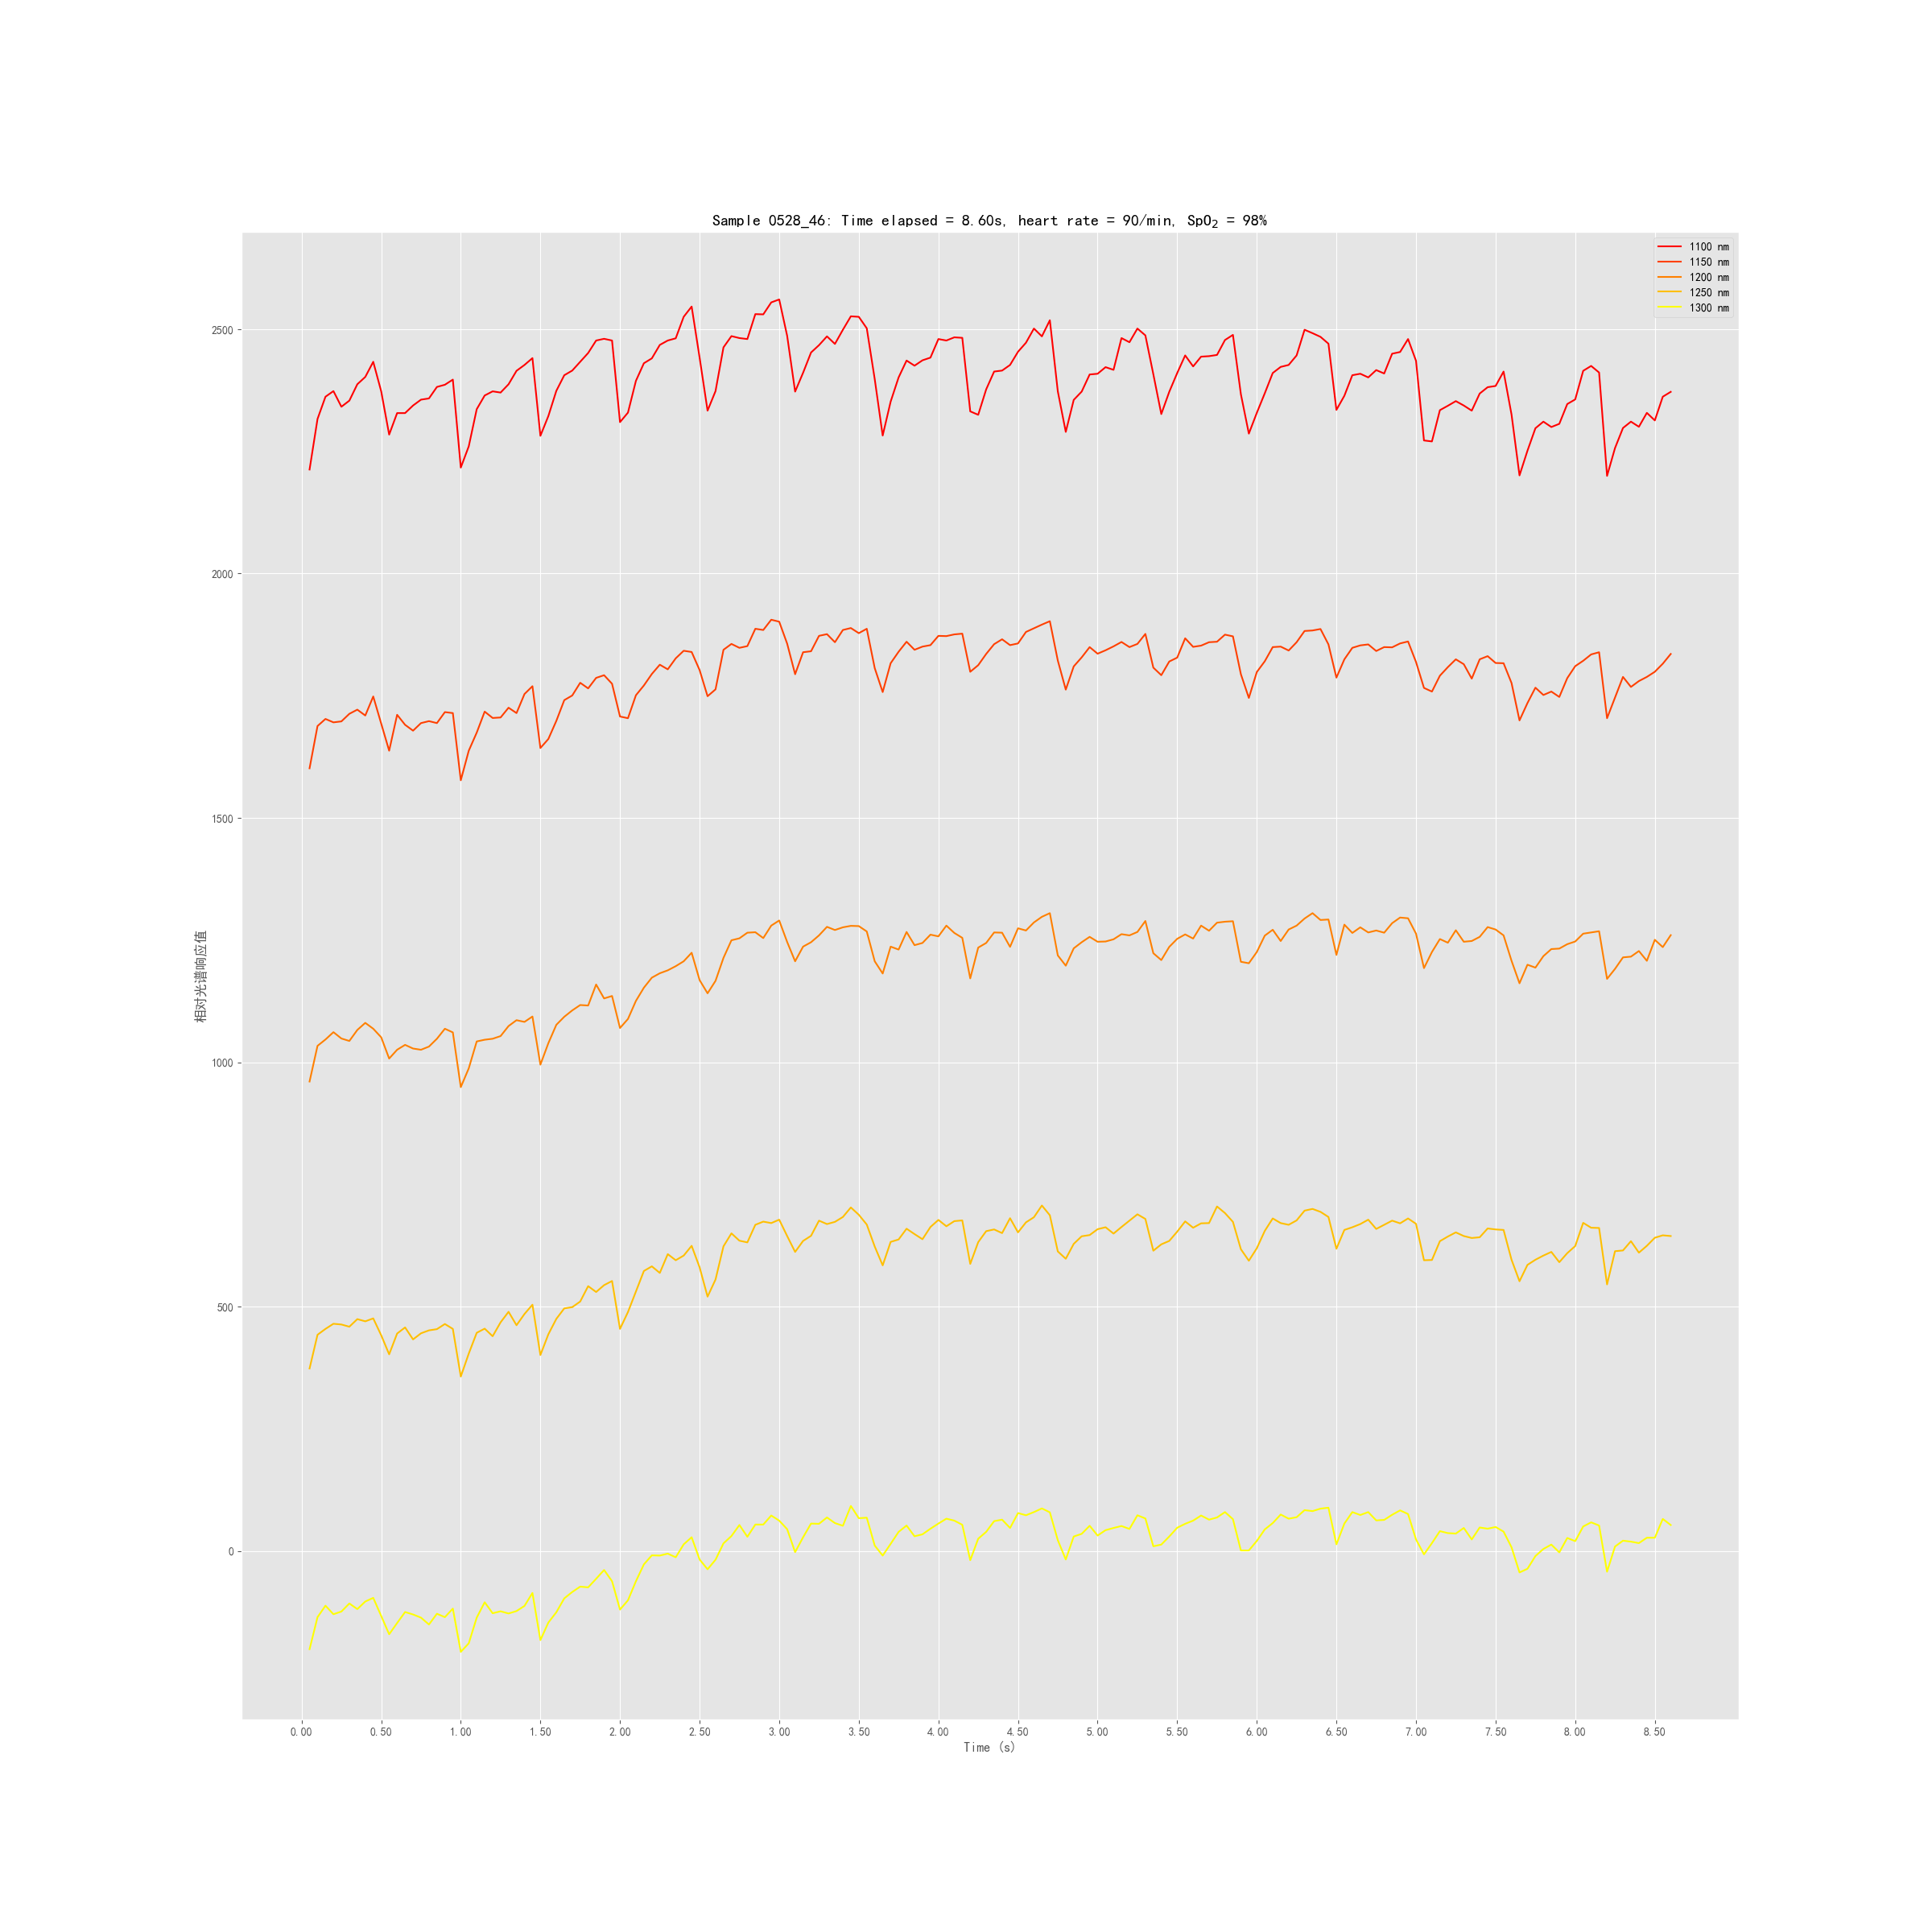 Sample 0528_46: Time elapsed = 8.60s, heart rate = 90/min, SpO2 = 98%
1100 nm
1150 nm
1200 nm
1250 nm
1300 nm
2500
2000
1500
1000
500
0
相对光谱响应值
0.00 0.50 1.00 1.50 2.00 2.50 3.00 3.50 4.00 4.50 5.00 5.50 6.00 6.50 7.00 7.50 8.00 8.50
Time (s)